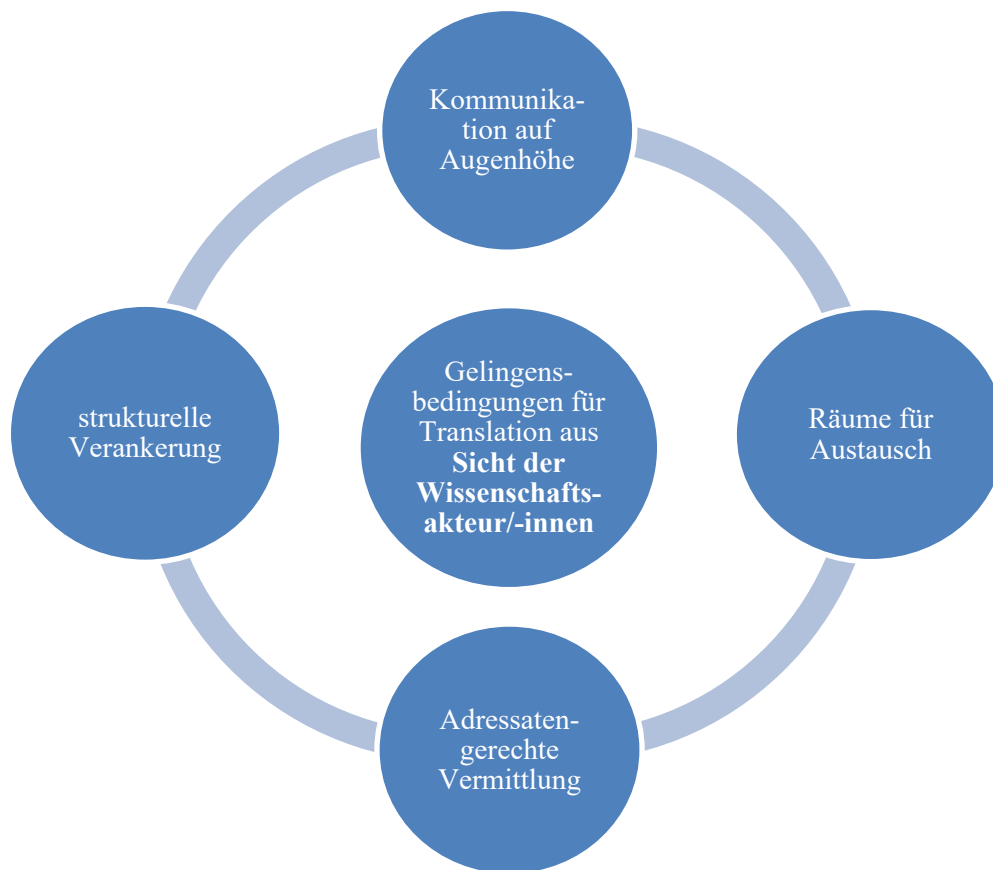 Kommunika-
tion auf
Augenhöhe
strukturelle
Verankerung
Gelingens-
bedingungen für
Translation aus
Sicht der
Wissenschafts-
akteur/-innen
Räume für
Austausch
Adressaten-
gerechte
Vermittlung